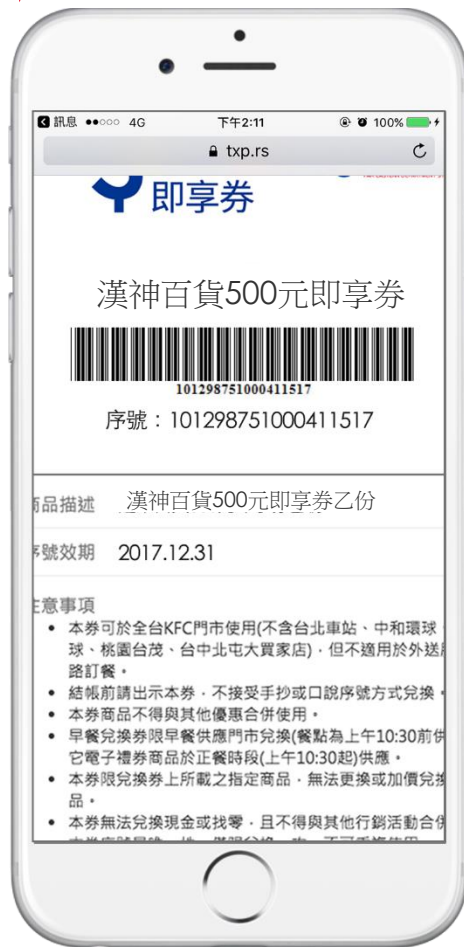 訊息 4G 下午2:11 100%
txp.rs
即享券
漢神百貨500元即享券
101298751000411517
序號：101298751000411517
商品描述 漢神百貨500元即享券乙份
序號效期 2017.12.31
注意事項
• 本券可於全台KFC門市使用(不含台北車站、中和環球、
球、桃園台茂、台中北屯大買家店)，但不適用於外送
路訂餐。
• 結帳前請出示本券，不接受手抄或口說序號方式兌換。
• 本券商品不得與其他優惠合併使用。
• 早餐兌換券限早餐供應門市兌換(餐點為上午10:30前供
它電子禮券商品於正餐時段(上午10:30起)供應。
• 本券限兌換券上所載之指定商品，無法更換或加價兌換
品。
• 本券無法兌換現金或找零，且不得與其他行銷活動合併